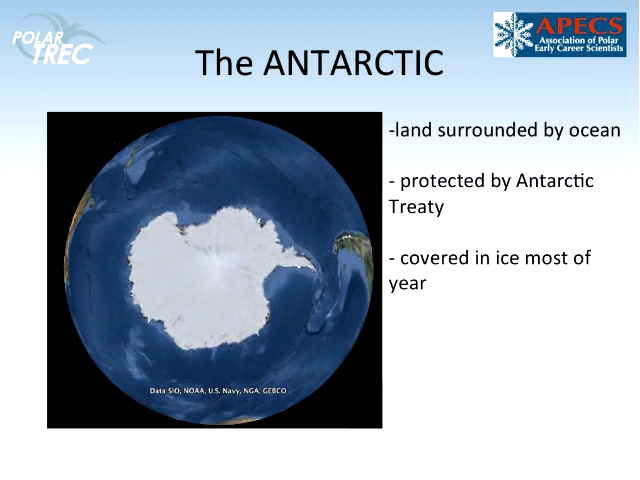 POLAR
TREC
APECS
Association of Polar
Early Career Scientists
The ANTARCTIC
-land surrounded by ocean
- protected by Antarctic
Treaty
- covered in ice most of
year
Data SIO, NOAA, U.S. Navy, NGA, GEBCO